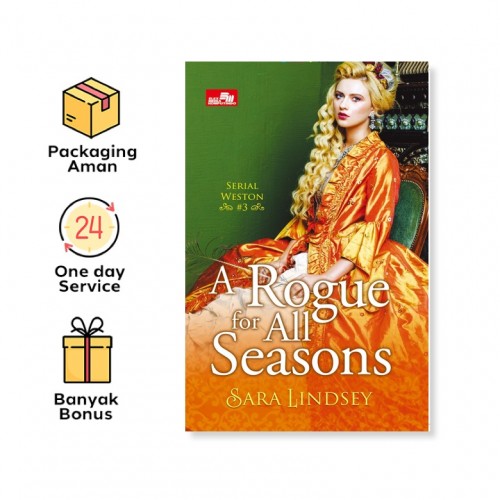 Packaging
Aman
24
One day
Service
Banyak
Bonus
SERIAL
WESTON
#3
A Rogue
for All
Seasons
SARA LINDSEY